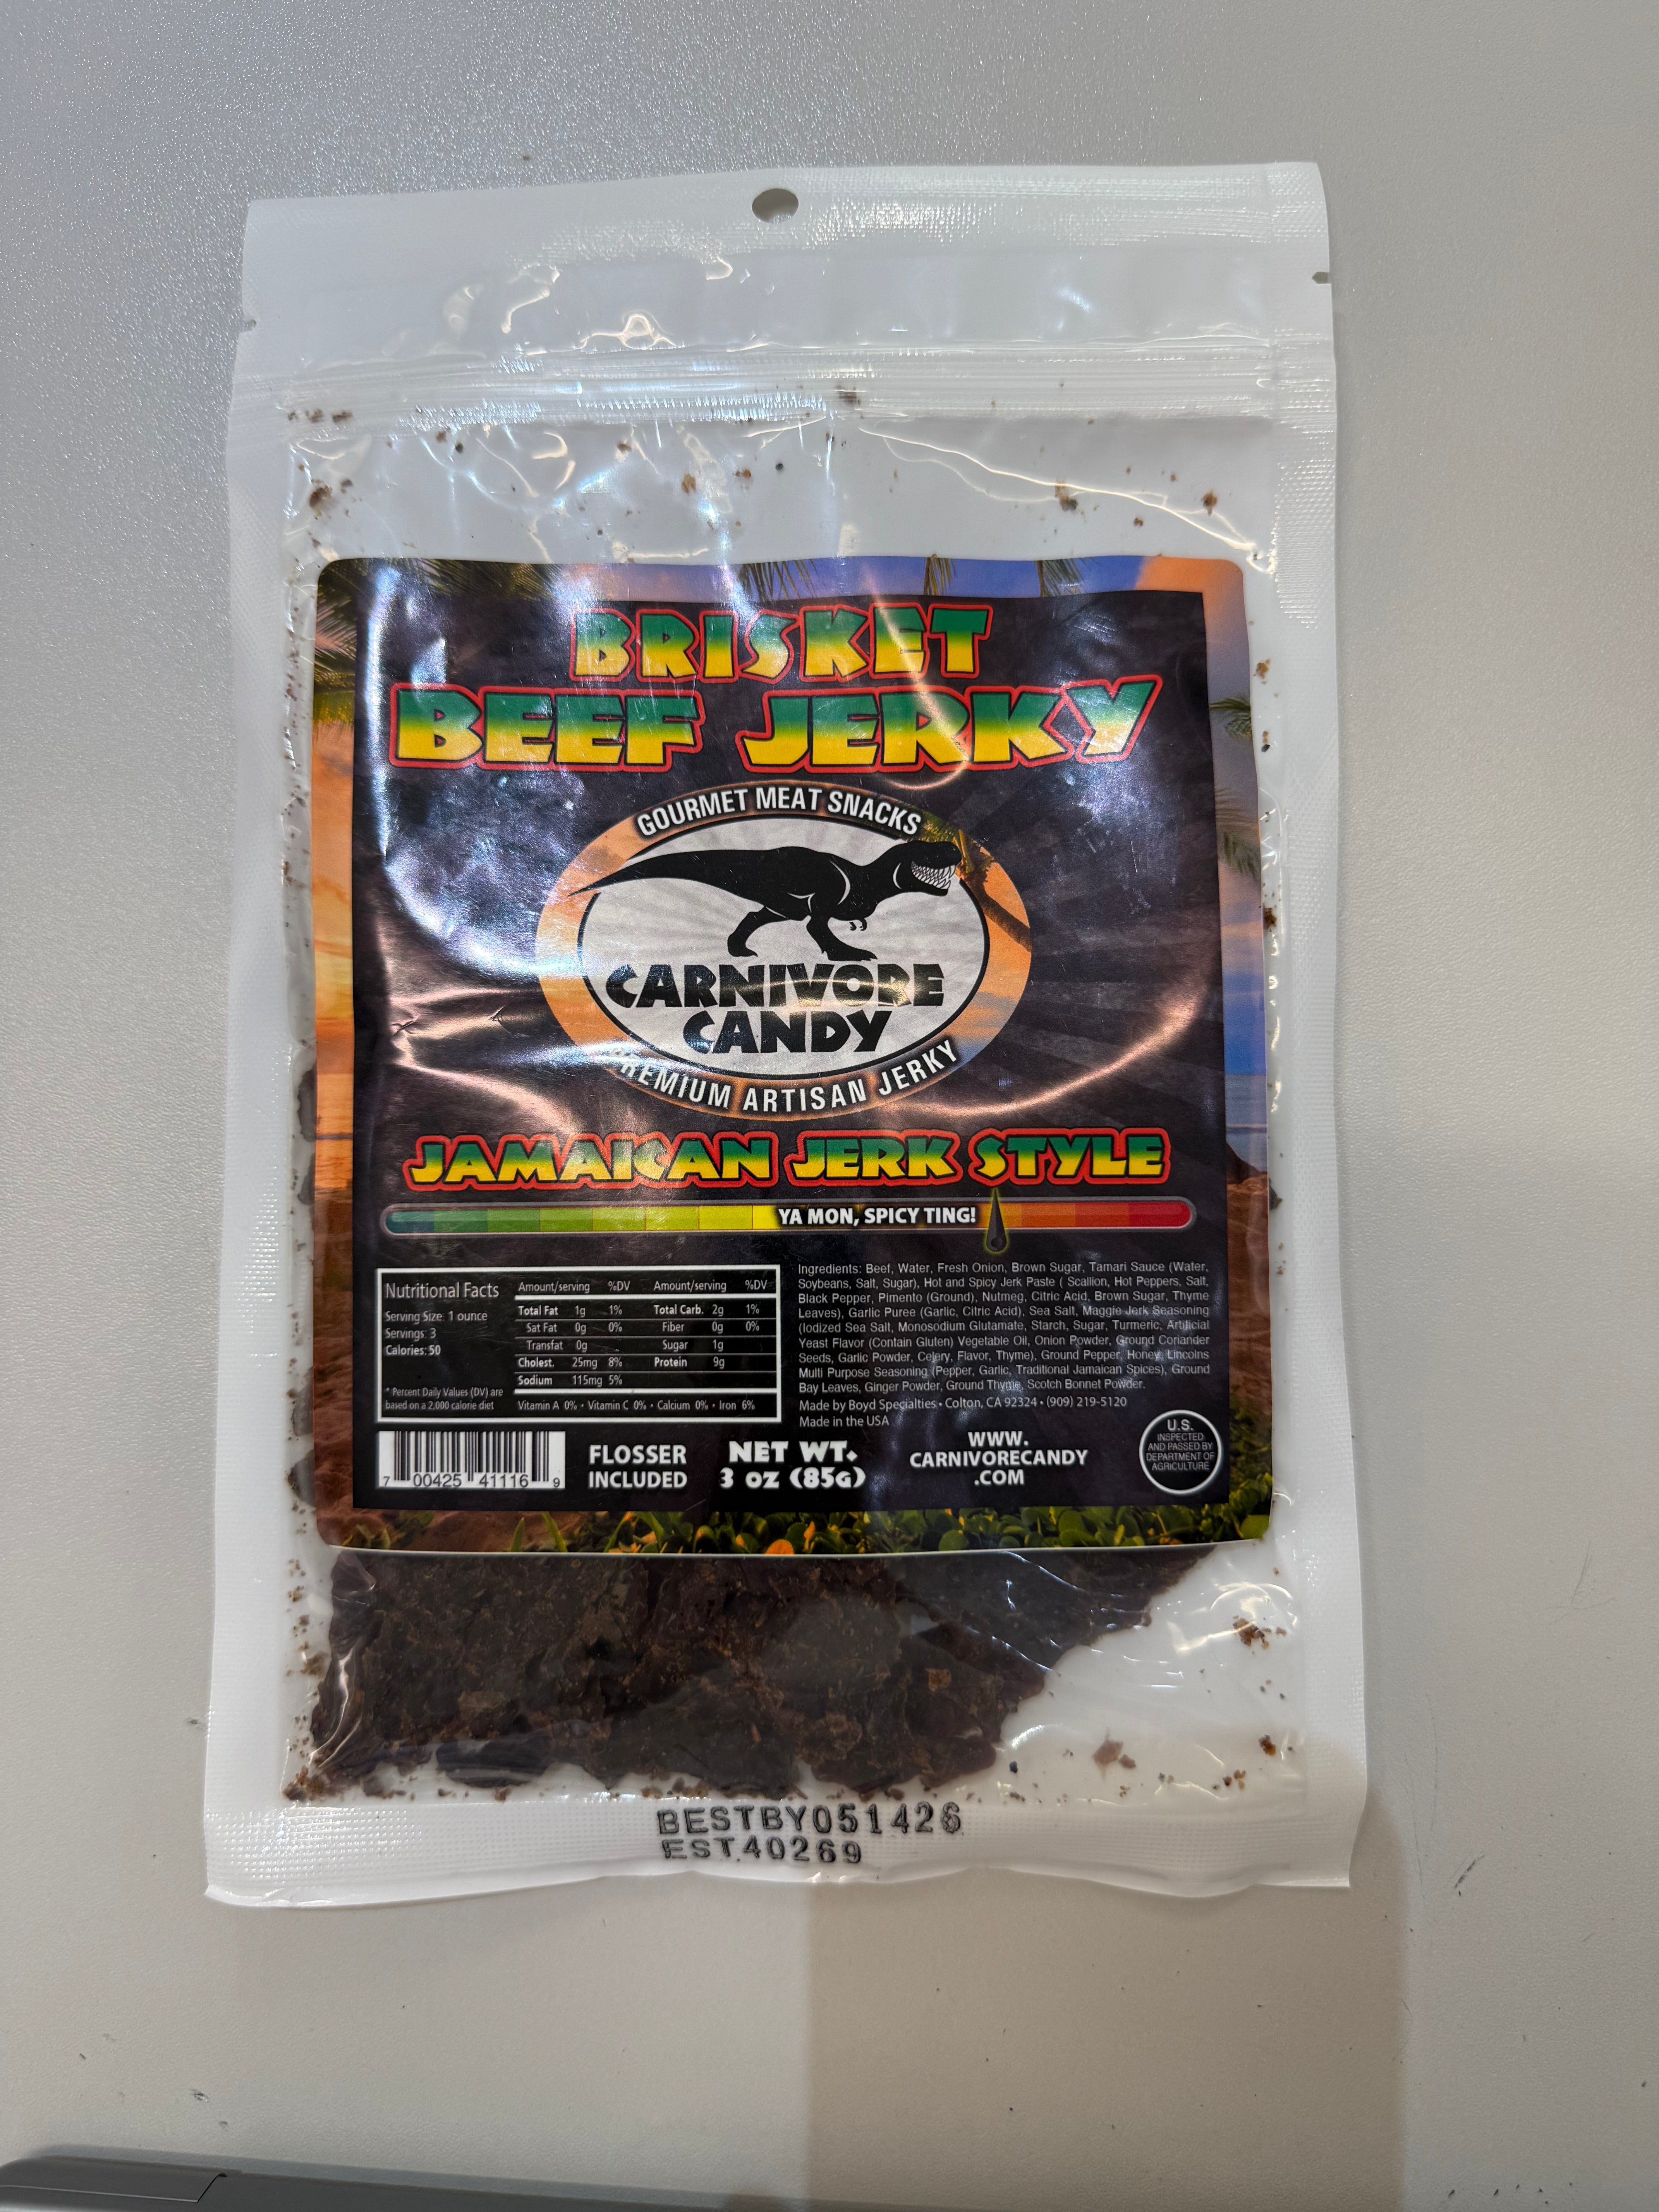 BRISKET
BEEF JERKY
GOURMET MEAT SNACKS
CARNIVORE
CANDY
PREMIUM ARTISAN JERKY
JAMAICAN JERK STYLE
YA MON, SPICY TING!
Nutritional Facts
Serving Size: 1 ounce
Servings: 3
Calories: 50
* Percent Daily Values (DV) are
based on a 2,000 calorie diet
Amount/serving %DV Amount/serving %DV
Total Fat 1g 1% Total Carb. 2g 1%
Sat Fat 0g 0% Fiber 0g 0%
Transfat 0g Sugar 1g
Cholest. 25mg 8% Protein 9g
Sodium 115mg 5%
Vitamin A 0% • Vitamin C 0% • Calcium 0% • Iron 6%
Ingredients: Beef, Water, Fresh Onion, Brown Sugar, Tamari Sauce (Water,
Soybeans, Salt, Sugar), Hot and Spicy Jerk Paste ( Scallion, Hot Peppers, Salt,
Black Pepper, Pimento (Ground), Nutmeg, Citric Acid, Brown Sugar, Thyme
Leaves), Garlic Puree (Garlic, Citric Acid), Sea Salt, Maggie Jerk Seasoning
(Iodized Sea Salt, Monosodium Glutamate, Starch, Sugar, Turmeric, Artificial
Yeast Flavor (Contain Gluten) Vegetable Oil, Onion Powder, Ground Coriander
Seeds, Garlic Powder, Celery, Flavor, Thyme), Ground Pepper, Honey, Lincolns
Multi Purpose Seasoning (Pepper, Garlic, Traditional Jamaican Spices), Ground
Bay Leaves, Ginger Powder, Ground Thyme, Scotch Bonnet Powder.
Made by Boyd Specialties • Colton, CA 92324 • (909) 219-5120
Made in the USA
7 00425 41116 9
FLOSSER
INCLUDED
NET WT.
3 OZ (85G)
WWW.
CARNIVORECANDY
.COM
U.S.
INSPECTED
AND PASSED BY
DEPARTMENT OF
AGRICULTURE
BESTBY051426
EST.40269